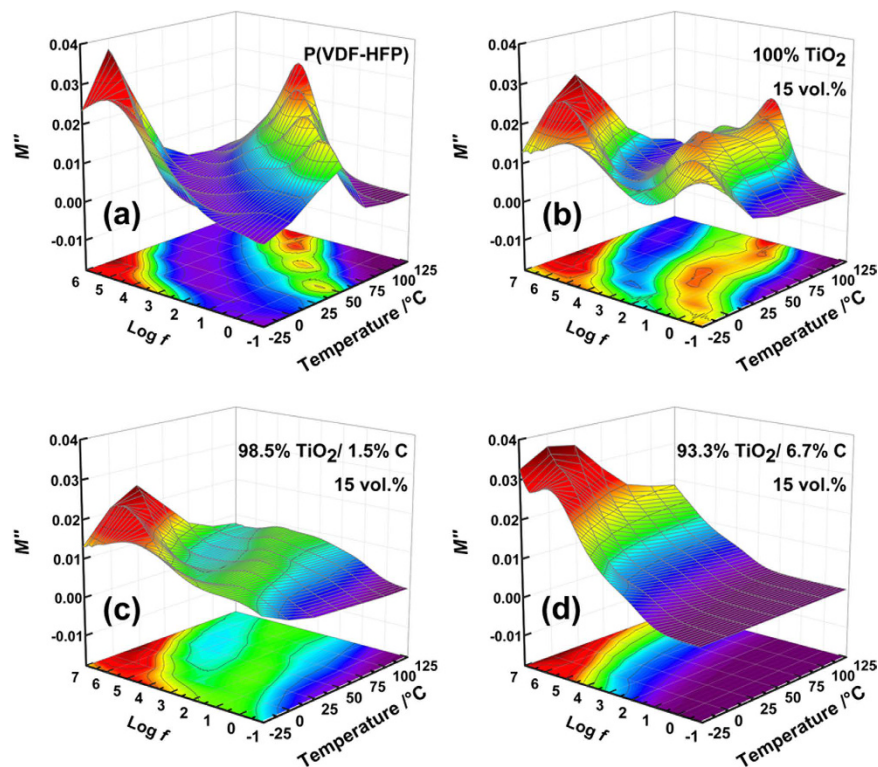 0.04
0.03
0.02
0.01
0.00
-0.01
M''
P(VDF-HFP)
(a)
6 5 4 3 2 1 0 -1
Log f
-25 0 25 50 75 100 125
Temperature /°C
0.04
0.03
0.02
0.01
0.00
-0.01
M''
100% TiO2
15 vol.%
(b)
7 6 5 4 3 2 1 0 -1
Log f
-25 0 25 50 75 100 125
Temperature /°C
0.04
0.03
0.02
0.01
0.00
-0.01
M''
98.5% TiO2/ 1.5% C
15 vol.%
(c)
7 6 5 4 3 2 1 0 -1
Log f
-25 0 25 50 75 100 125
Temperature /°C
0.04
0.03
0.02
0.01
0.00
-0.01
M''
93.3% TiO2/ 6.7% C
15 vol.%
(d)
7 6 5 4 3 2 1 0 -1
Log f
-25 0 25 50 75 100 125
Temperature /°C